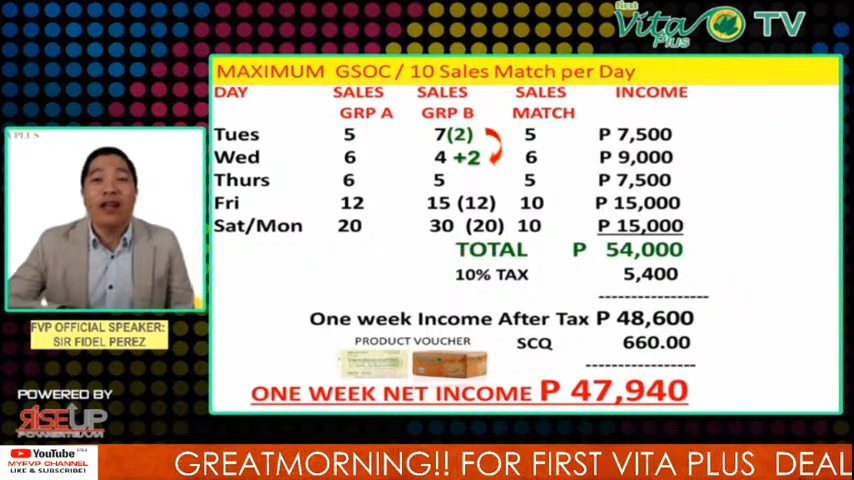 first
Vita
Plus
TV
MAXIMUM GSOC / 10 Sales Match per Day
DAY SALES SALES SALES INCOME
GRP A GRP B MATCH
Tues 5 7(2) 5 P 7,500
Wed 6 4 +2 6 P 9,000
Thurs 6 5 5 P 7,500
Fri 12 15 (12) 10 P 15,000
Sat/Mon 20 30 (20) 10 P 15,000
TOTAL P 54,000
10% TAX 5,400
One week Income After Tax P 48,600
PRODUCT VOUCHER SCQ 660.00
ONE WEEK NET INCOME P 47,940
A PLUS
FVP OFFICIAL SPEAKER:
SIR FIDEL PEREZ
POWERED BY
RISEUP
POWERTEAM
YouTube PH
MYFVP CHANNEL
LIKE & SUBSCRIBE!
GREATMORNING!! FOR FIRST VITA PLUS DEAL